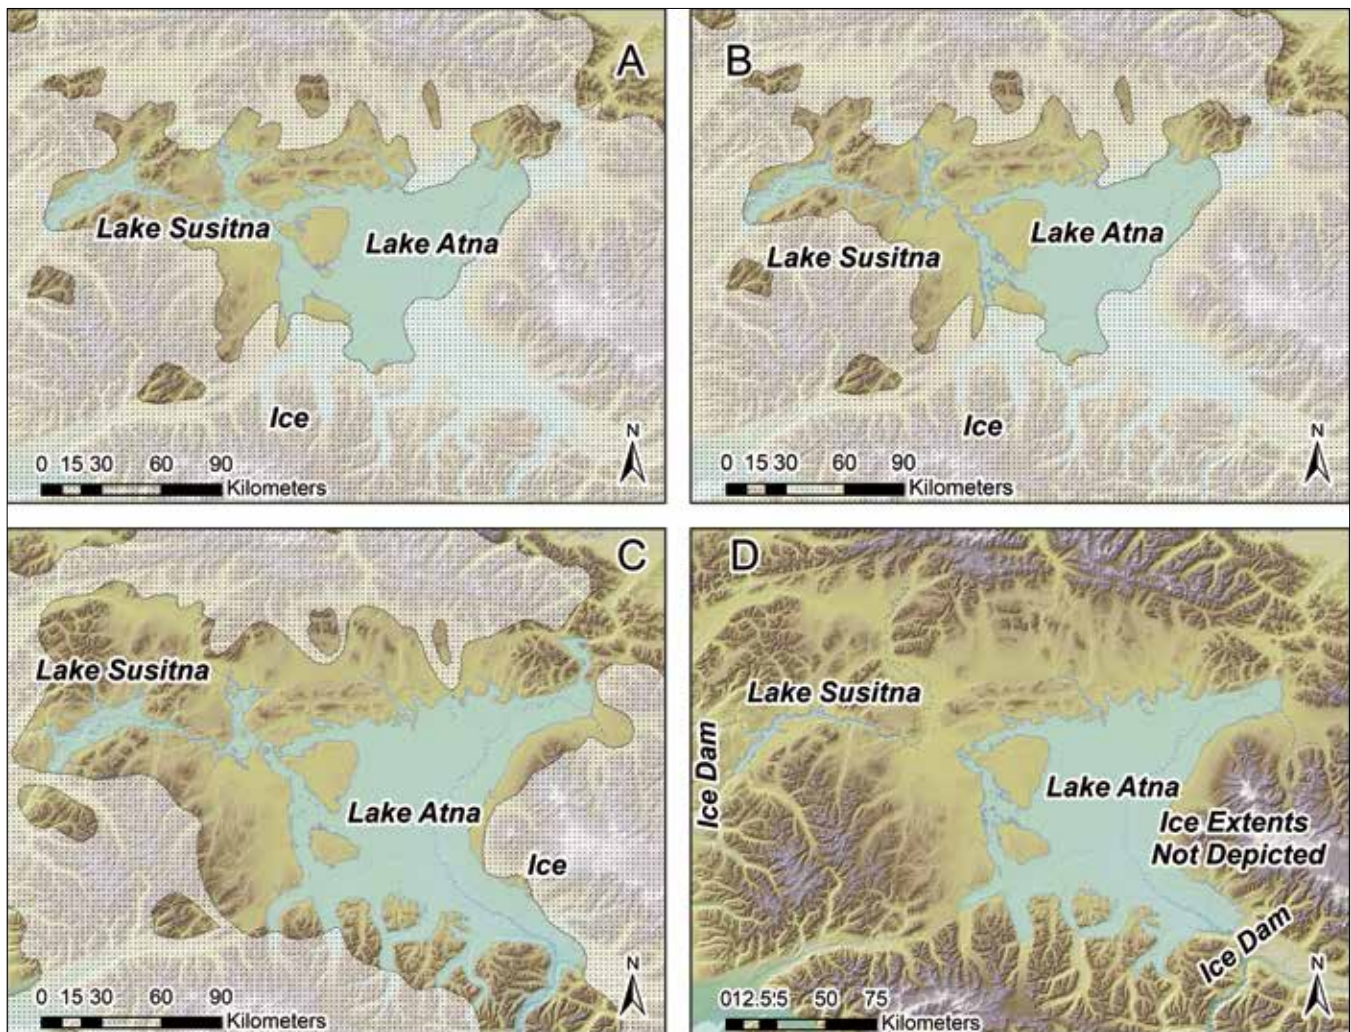 A
Lake Susitna
Lake Atna
Ice
N
0 15 30 60 90
Kilometers
B
Lake Susitna
Lake Atna
Ice
N
0 15 30 60 90
Kilometers
C
Lake Susitna
Lake Atna
Ice
N
0 15 30 60 90
Kilometers
D
Lake Susitna
Ice Dam
Lake Atna
Ice Extents
Not Depicted
Ice Dam
N
50 75
Kilometers